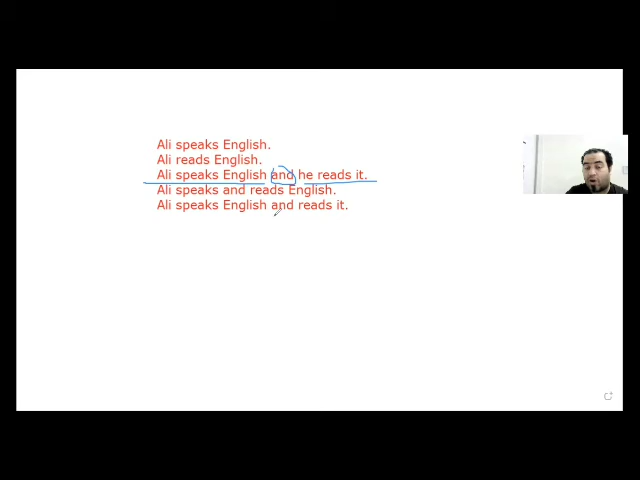 Ali speaks English.
Ali reads English.
Ali speaks English and he reads it.
Ali speaks and reads English.
Ali speaks English and reads it.